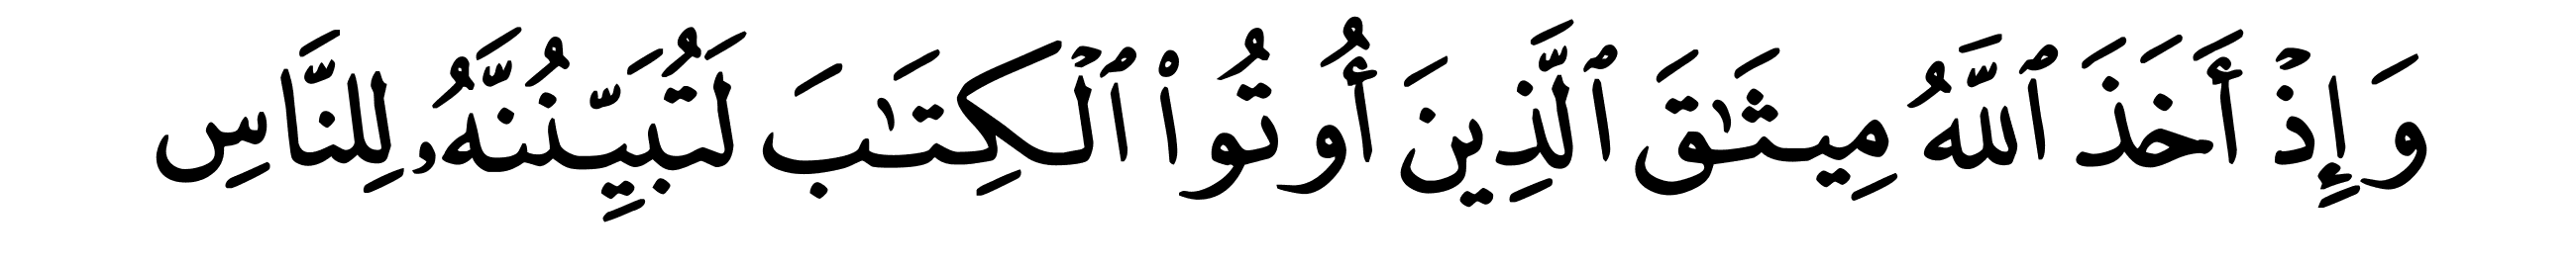 وَإِذْ أَخَذَ ٱللَّهُ مِيثَـٰقَ ٱلَّذِينَ أُوتُوا۟ ٱلْكِتَـٰبَ لَتُبَيِّنُنَّهُۥ لِلنَّاسِ